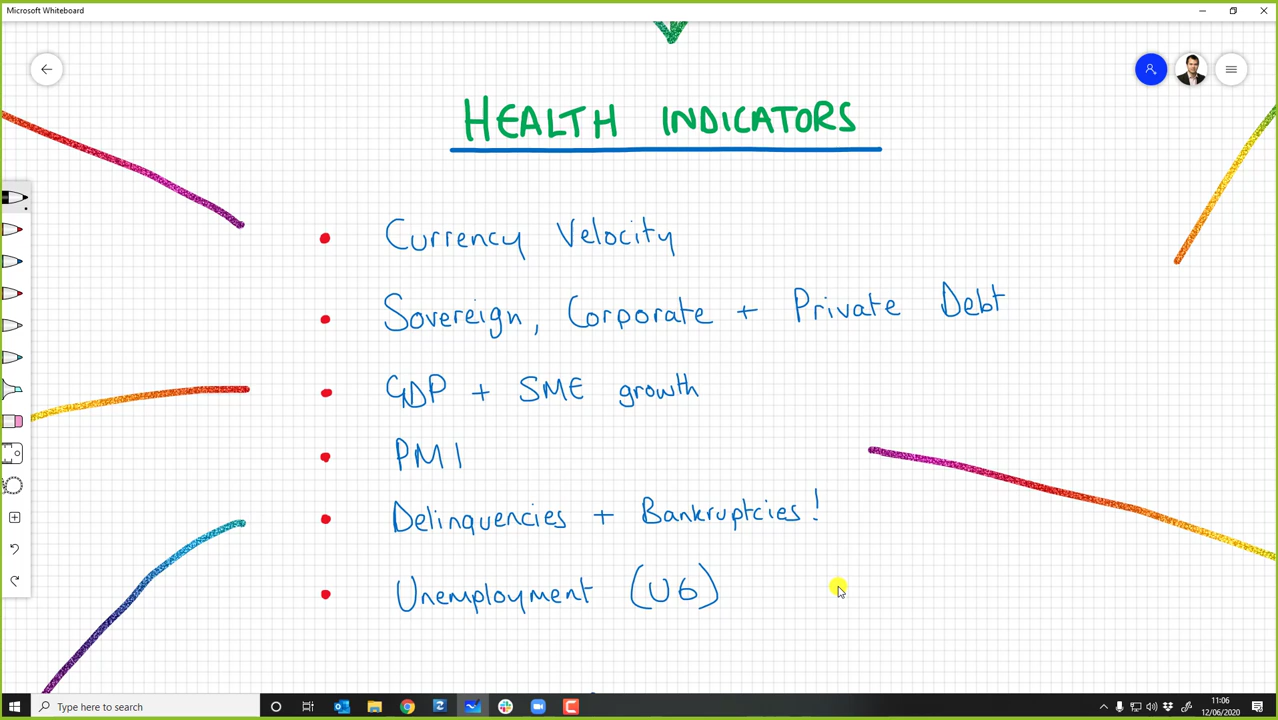 Microsoft Whiteboard
HEALTH INDICATORS
• Currency Velocity
• Sovereign, Corporate + Private Debt
• GDP + SME growth
• PMI
• Delinquencies + Bankruptcies!
• Unemployment (U6)
Type here to search
11:06
12/06/2020